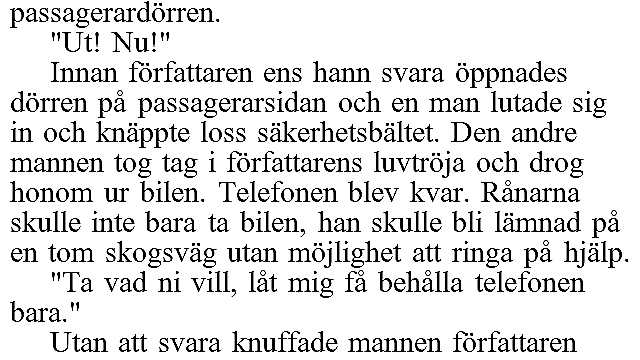 passagerardörren.
"Ut! Nu!"
Innan författaren ens hann svara öppnades
dörren på passagerarsidan och en man lutade sig
in och knäppte loss säkerhetsbältet. Den andre
mannen tog tag i författarens luvtröja och drog
honom ur bilen. Telefonen blev kvar. Rånarna
skulle inte bara ta bilen, han skulle bli lämnad på
en tom skogsväg utan möjlighet att ringa på hjälp.
"Ta vad ni vill, låt mig få behålla telefonen
bara."
Utan att svara knuffade mannen författaren